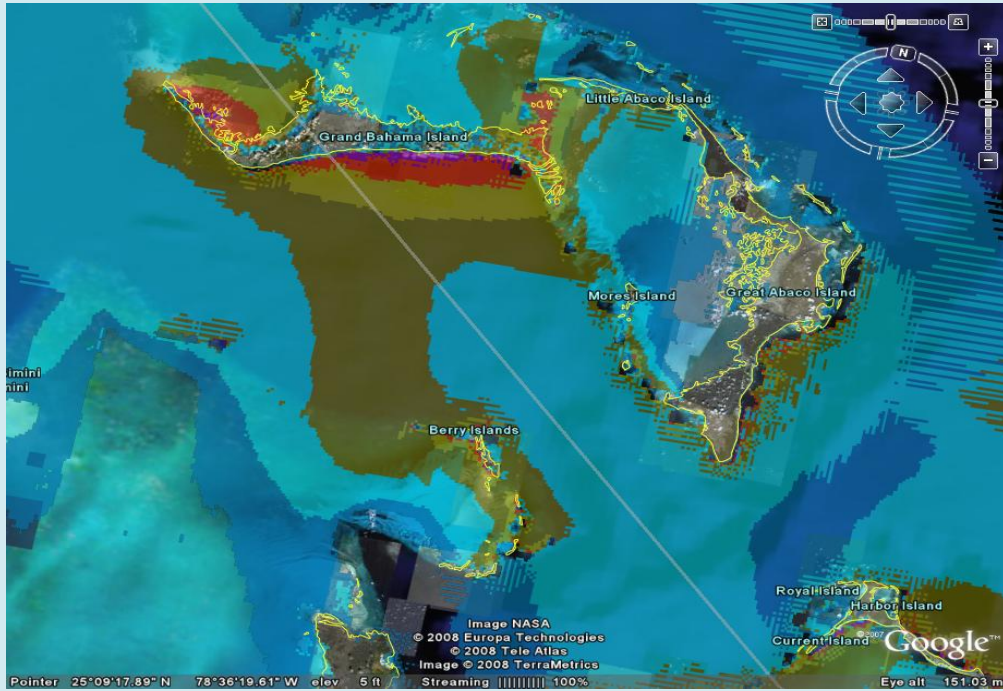 N
Little Abaco Island
Grand Bahama Island
Mores Island
Great Abaco Island
Berry Islands
Royal Island
Harbor Island
Current Island
Image NASA
© 2008 Europa Technologies
© 2008 Tele Atlas
Image © 2008 TerraMetrics
©2007 Google™
Pointer 25°09'17.89" N 78°36'19.61" W elev 5 ft Streaming |||||||||| 100% Eye alt 151.03 m